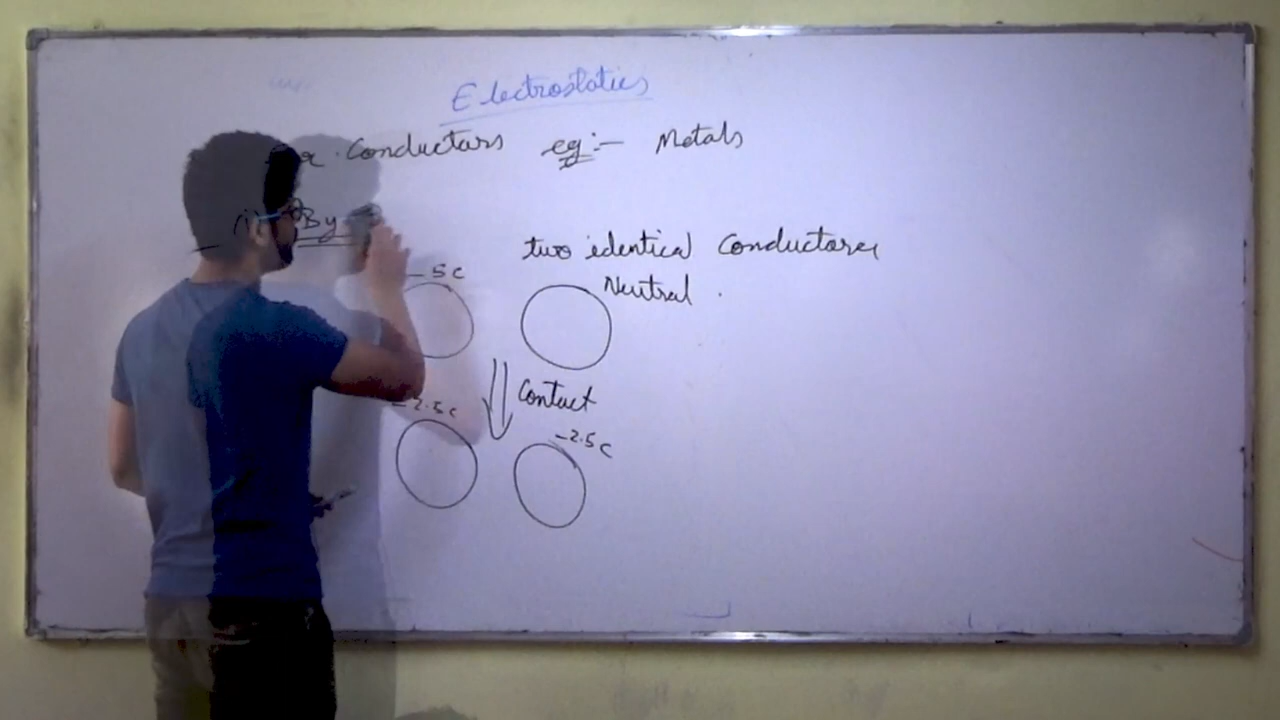 Electrostatics
Conductors eg:- Metals
(i) By
two identical Conductors
Neutral .
-5C
Contact
-2.5C
-2.5C